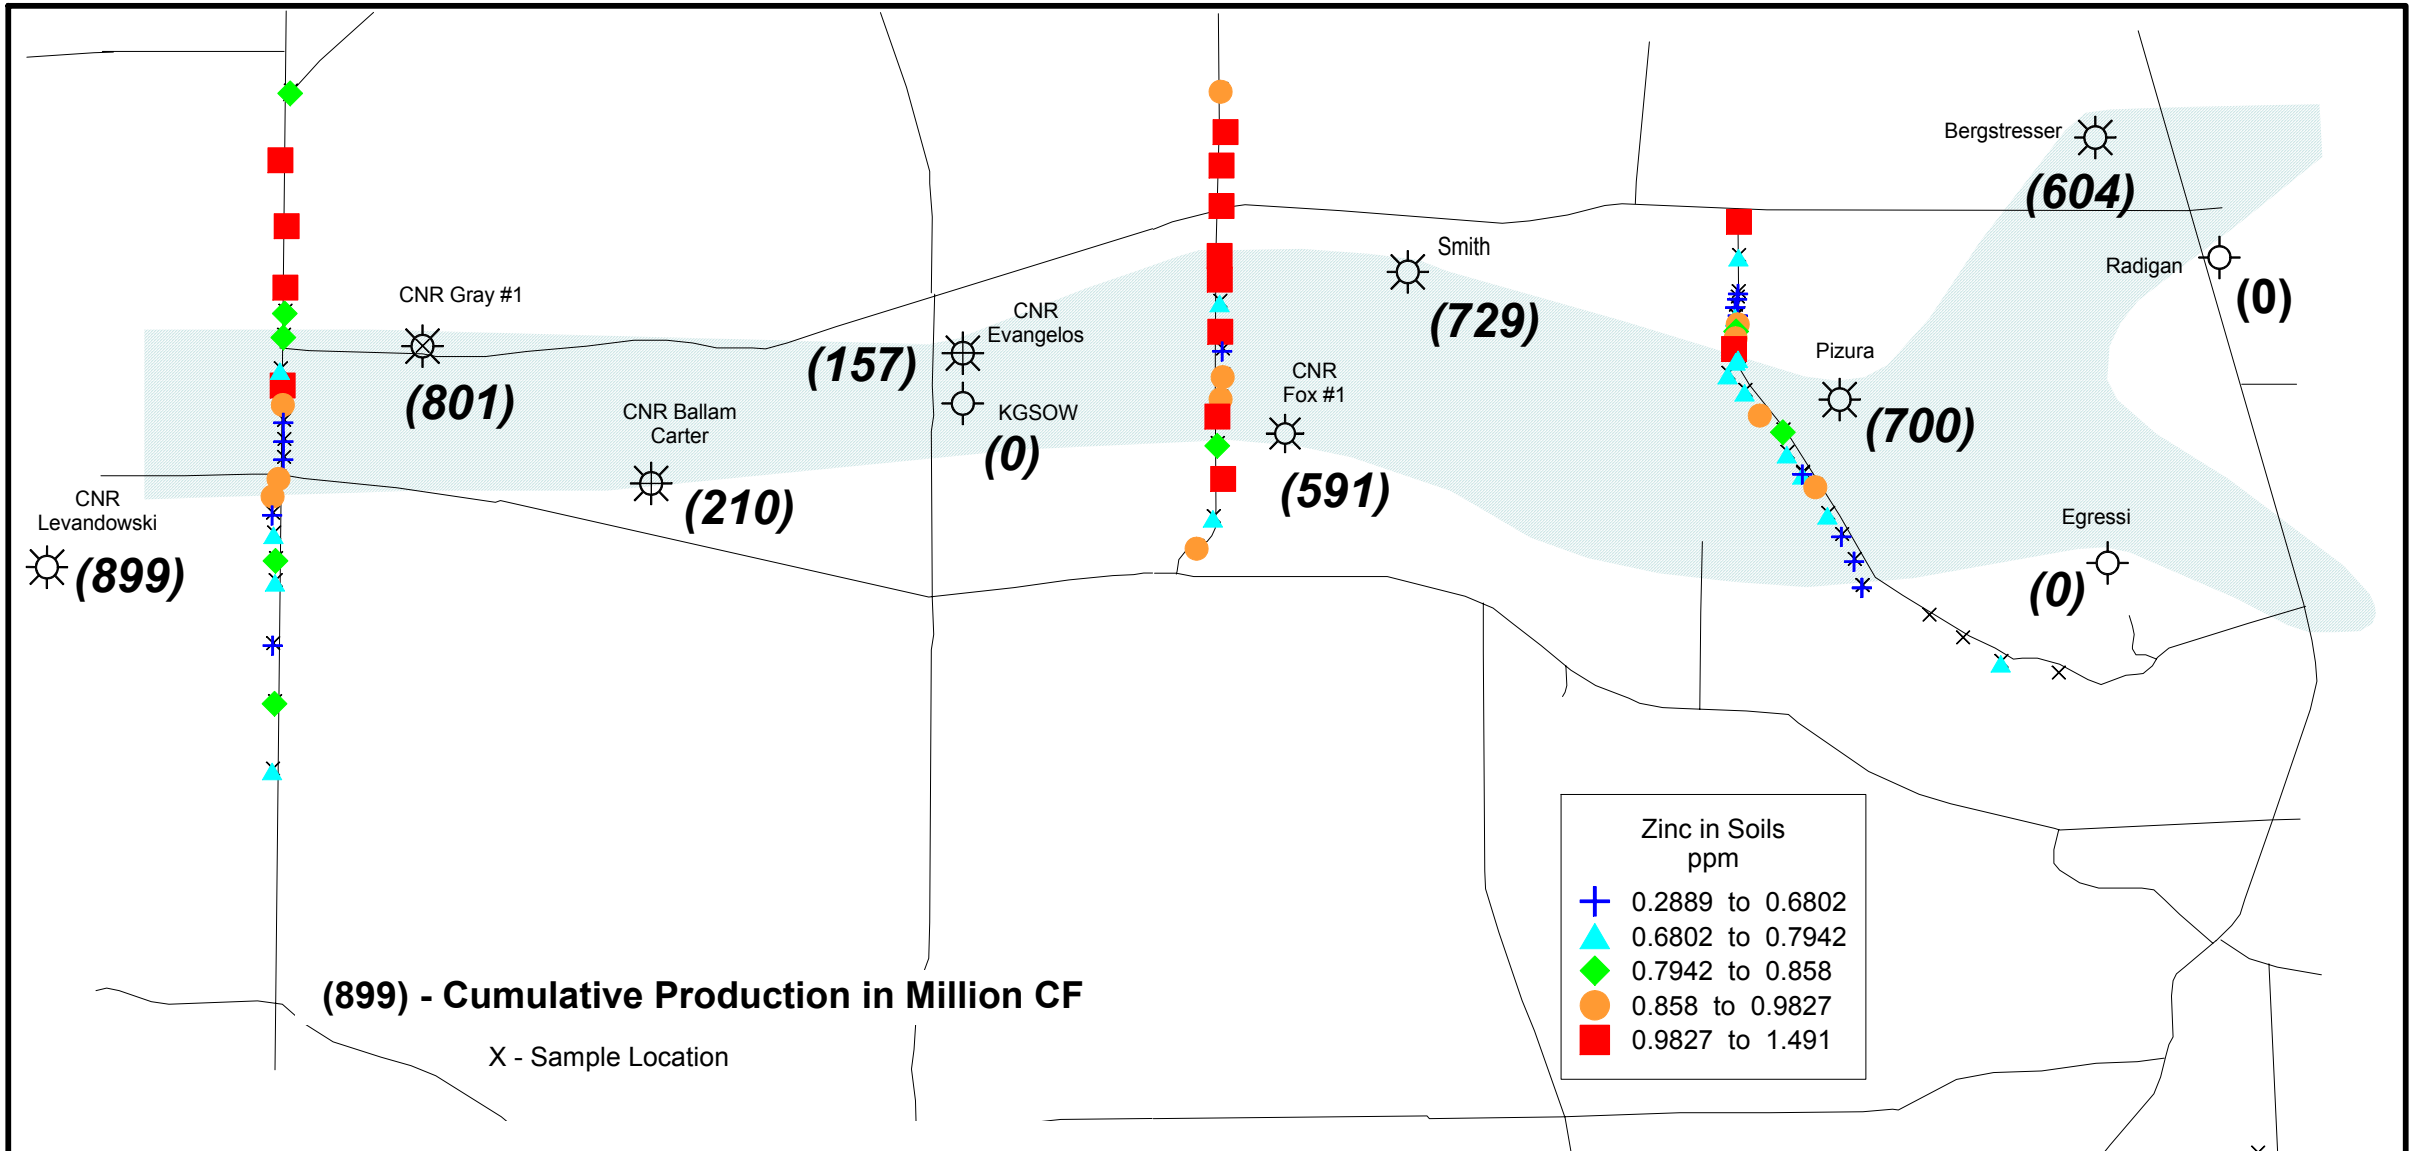 Bergstresser
(604)
Smith
Radigan
(0)
CNR Gray #1
CNR
Evangelos
(729)
(157)
Pizura
CNR
Fox #1
(801)
CNR Ballam
Carter
KGSOW
(0)
(700)
CNR
Levandowski
(210)
(591)
Egressi
(899)
(0)
Zinc in Soils
ppm
0.2889 to 0.6802
0.6802 to 0.7942
0.7942 to 0.858
0.858 to 0.9827
0.9827 to 1.491
(899) - Cumulative Production in Million CF
X - Sample Location